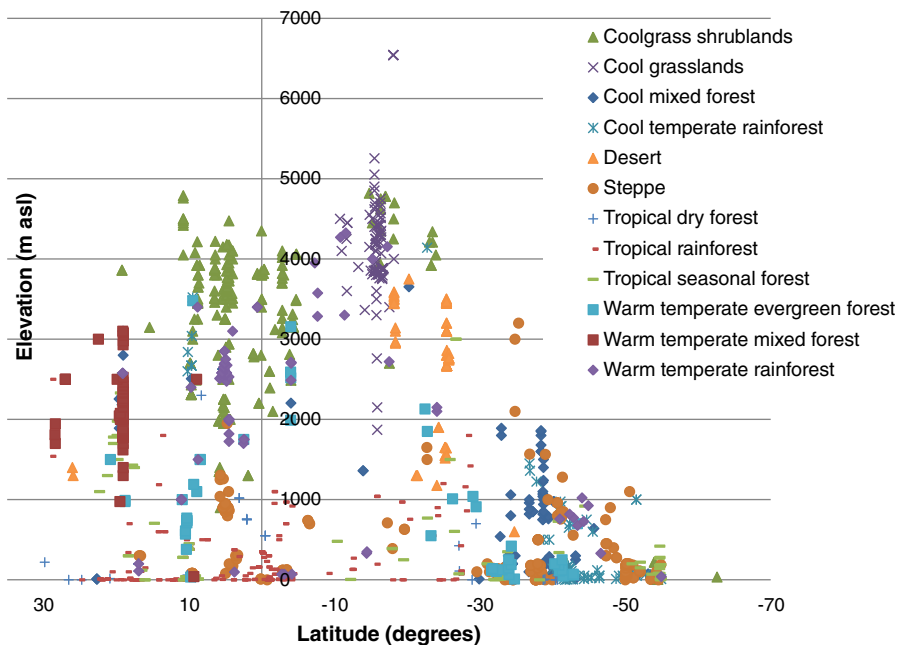 7000
6000
5000
4000
3000
2000
1000
0
Elevation (m asl)
30
10
-10
-30
-50
-70
Latitude (degrees)
Coolgrass shrublands
Cool grasslands
Cool mixed forest
Cool temperate rainforest
Desert
Steppe
Tropical dry forest
Tropical rainforest
Tropical seasonal forest
Warm temperate evergreen forest
Warm temperate mixed forest
Warm temperate rainforest